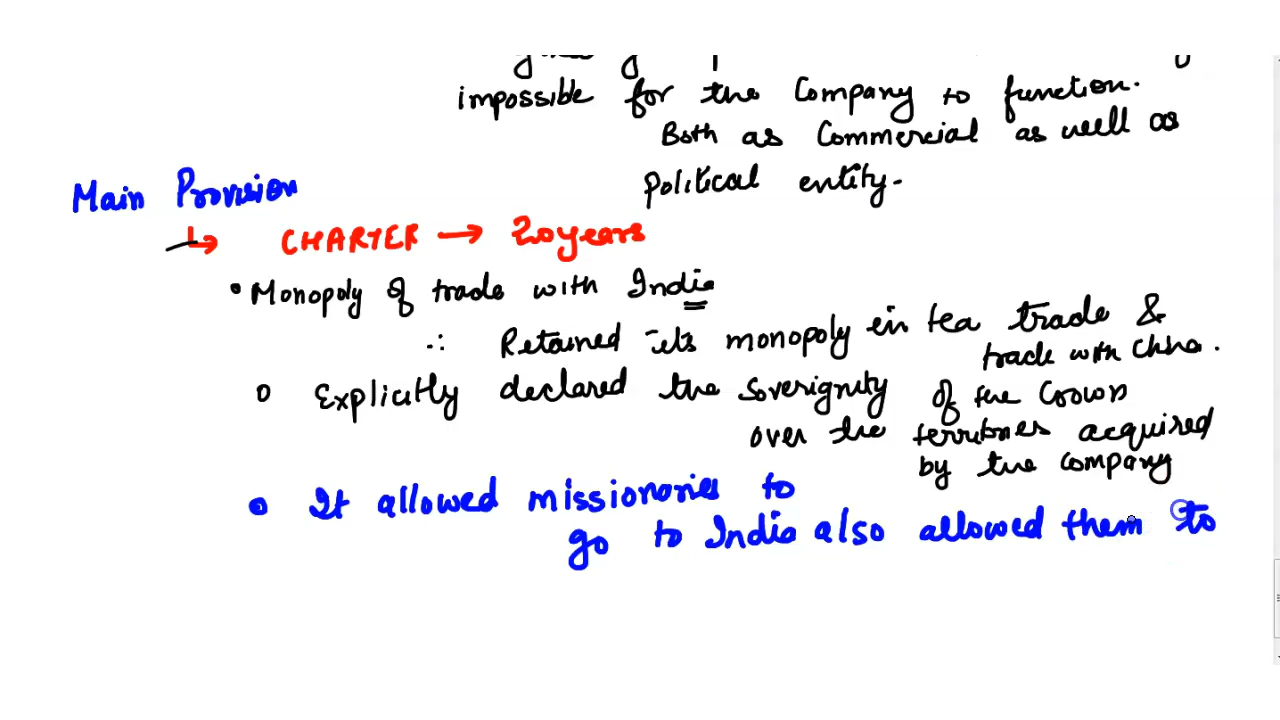 impossible for the Company to function.
Both as Commercial as well as
political entity.
Main Provision
↳ CHARTER → 20 years
• Monopoly of trade with India
∴ Retained its monopoly in tea trade &
trade with China.
o Explicitly declared the Soverignity of the Crown
over the territories acquired
by the Company
• It allowed missionaries to
go to India also allowed them to